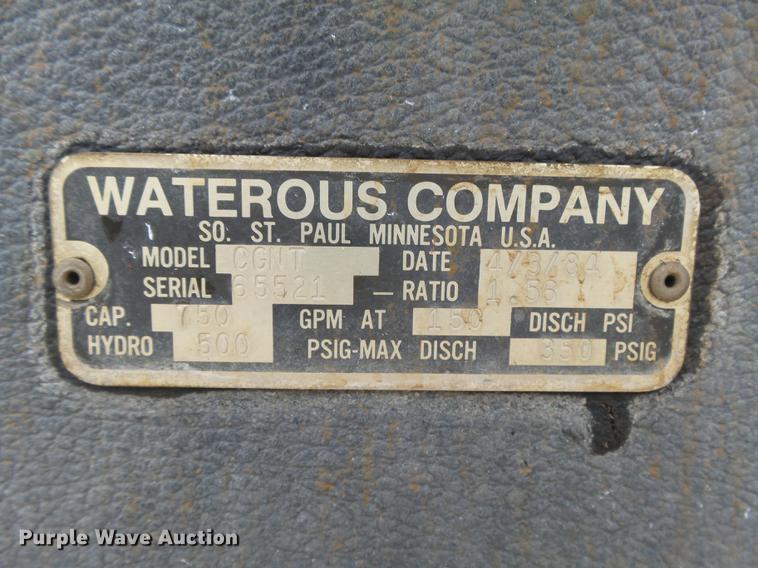 WATEROUS COMPANY
SO. ST. PAUL MINNESOTA U.S.A.
MODEL CGNT DATE 4/3/84
SERIAL 65521 — RATIO 1.58
CAP. 750 GPM AT 150 DISCH PSI
HYDRO 500 PSIG-MAX DISCH 350 PSIG
Purple Wave Auction